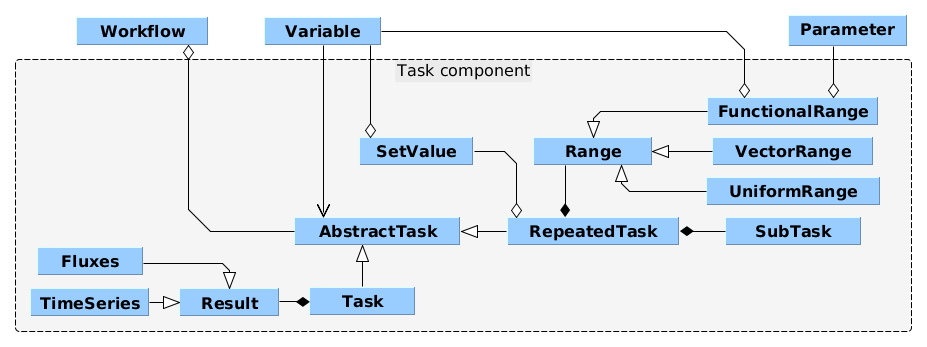 Workflow
Variable
Parameter
Task component
FunctionalRange
SetValue
Range
VectorRange
UniformRange
AbstractTask
RepeatedTask
SubTask
Fluxes
TimeSeries
Result
Task